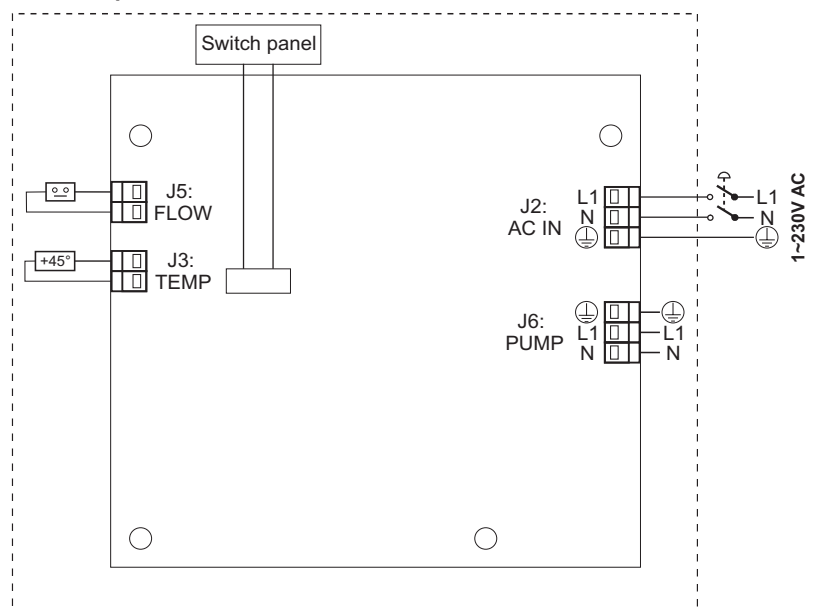 Switch panel
J5:
FLOW
+45°
J3:
TEMP
J2:
AC IN
L1
N
L1
N
1~230V AC
J6:
PUMP
L1
N
L1
N